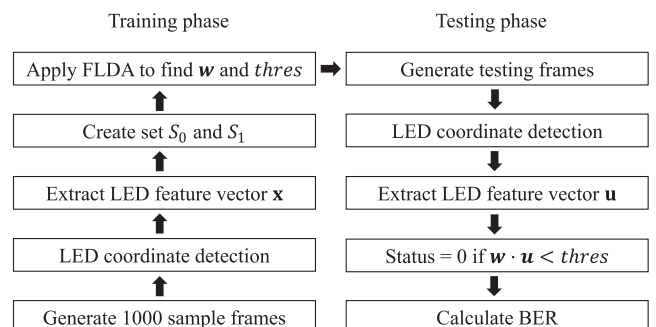 Training phase
Apply FLDA to find w and thres
Create set S₀ and S₁
Extract LED feature vector x
LED coordinate detection
Generate 1000 sample frames
Testing phase
Generate testing frames
LED coordinate detection
Extract LED feature vector u
Status = 0 if w · u < thres
Calculate BER